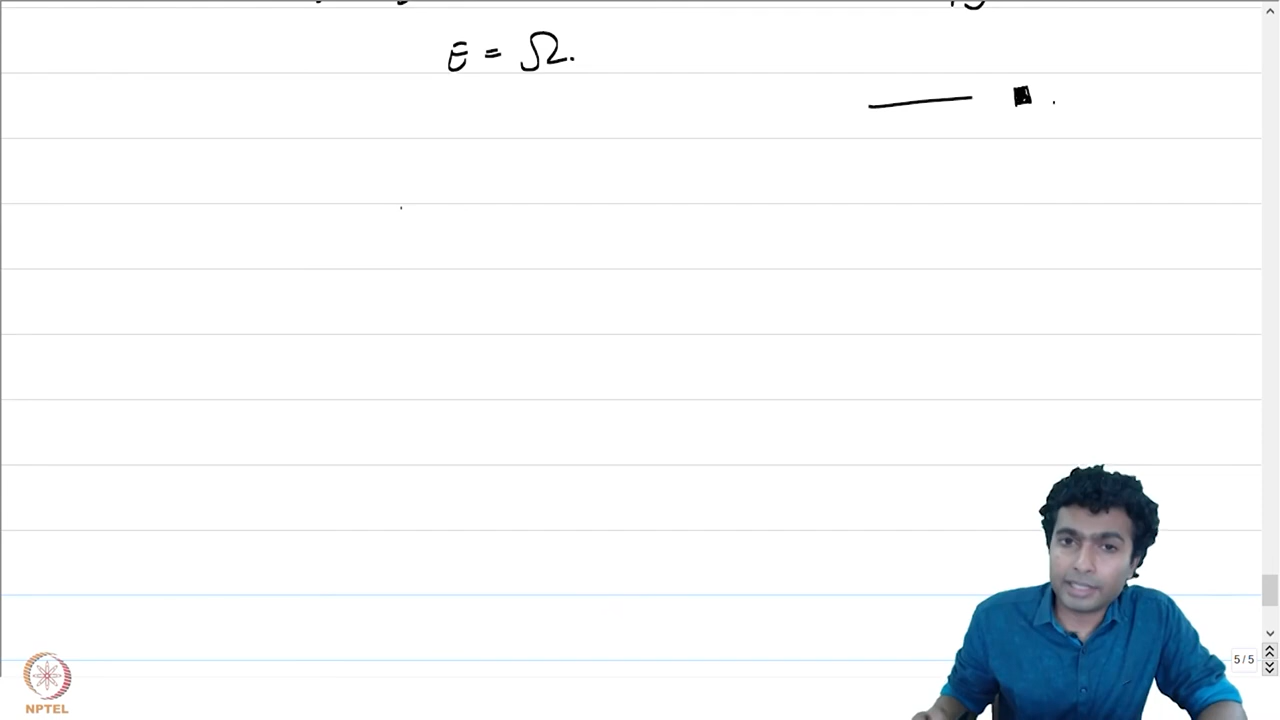 E = Ω.
5 / 5
NPTEL